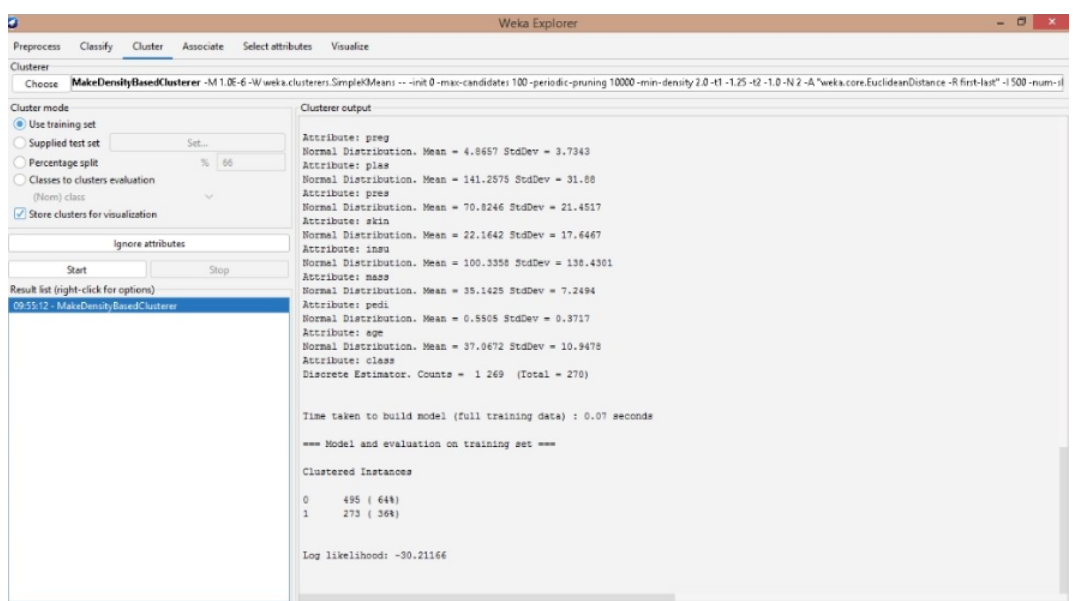 Weka Explorer
Preprocess Classify Cluster Associate Select attributes Visualize
Clusterer
Choose MakeDensityBasedClusterer -M 1.0E-6 -W weka.clusterers.SimpleKMeans -- -init 0 -max-candidates 100 -periodic-pruning 10000 -min-density 2.0 -t1 -1.25 -t2 -1.0 -N 2 -A "weka.core.EuclideanDistance -R first-last" -I 500 -num-sl
Cluster mode
Use training set
Supplied test set Set...
Percentage split % 66
Classes to clusters evaluation
(Nom) class
Store clusters for visualization
Ignore attributes
Start Stop
Result list (right-click for options)
09:55:12 - MakeDensityBasedClusterer
Clusterer output
Attribute: preg
Normal Distribution. Mean = 4.8657 StdDev = 3.7343
Attribute: plas
Normal Distribution. Mean = 141.2575 StdDev = 31.88
Attribute: pres
Normal Distribution. Mean = 70.8246 StdDev = 21.4517
Attribute: skin
Normal Distribution. Mean = 22.1642 StdDev = 17.6467
Attribute: insu
Normal Distribution. Mean = 100.3358 StdDev = 138.4301
Attribute: mass
Normal Distribution. Mean = 35.1425 StdDev = 7.2494
Attribute: pedi
Normal Distribution. Mean = 0.5505 StdDev = 0.3717
Attribute: age
Normal Distribution. Mean = 37.0672 StdDev = 10.9478
Attribute: class
Discrete Estimator. Counts = 1 269 (Total = 270)
Time taken to build model (full training data) : 0.07 seconds
=== Model and evaluation on training set ===
Clustered Instances
0 495 ( 64%)
1 273 ( 36%)
Log likelihood: -30.21166